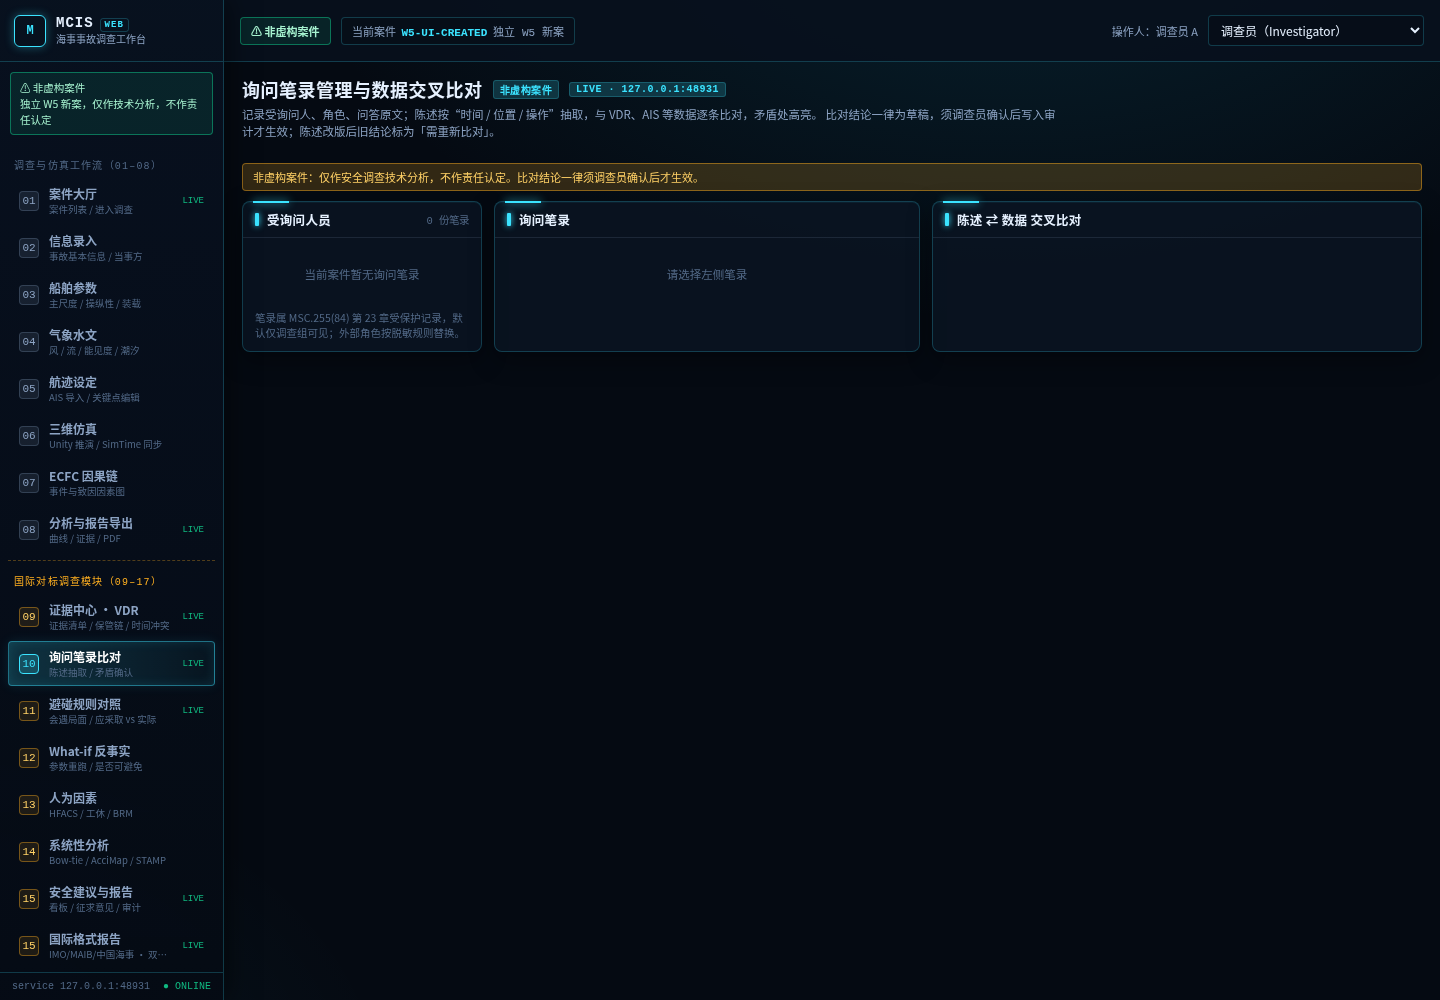 M
MCIS WEB
海事事故调查工作台
⚠ 非虚构案件
独立 W5 新案，仅作技术分析，不作责
任认定
调查与仿真工作流（01–08）
01 案件大厅 LIVE
案件列表 / 进入调查
02 信息录入
事故基本信息 / 当事方
03 船舶参数
主尺度 / 操纵性 / 装载
04 气象水文
风 / 流 / 能见度 / 潮汐
05 航迹设定
AIS 导入 / 关键点编辑
06 三维仿真
Unity 推演 / SimTime 同步
07 ECFC 因果链
事件与致因因素图
08 分析与报告导出 LIVE
曲线 / 证据 / PDF
国际对标调查模块（09–17）
09 证据中心 · VDR LIVE
证据清单 / 保管链 / 时间冲突
10 询问笔录比对 LIVE
陈述抽取 / 矛盾确认
11 避碰规则对照 LIVE
会遇局面 / 应采取 vs 实际
12 What-if 反事实
参数重跑 / 是否可避免
13 人为因素
HFACS / 工休 / BRM
14 系统性分析
Bow-tie / AcciMap / STAMP
15 安全建议与报告 LIVE
看板 / 征求意见 / 审计
15 国际格式报告 LIVE
IMO/MAIB/中国海事 · 双…
service 127.0.0.1:48931 ● ONLINE
⚠ 非虚构案件
当前案件 W5-UI-CREATED 独立 W5 新案
操作人：调查员 A
调查员（Investigator）
询问笔录管理与数据交叉比对 非虚构案件 LIVE · 127.0.0.1:48931
记录受询问人、角色、问答原文；陈述按“时间 / 位置 / 操作”抽取，与 VDR、AIS 等数据逐条比对，矛盾处高亮。 比对结论一律为草稿，须调查员确认后写入审
计才生效；陈述改版后旧结论标为「需重新比对」。
非虚构案件：仅作安全调查技术分析，不作责任认定。比对结论一律须调查员确认后才生效。
受询问人员 0 份笔录
当前案件暂无询问笔录
笔录属 MSC.255(84) 第 23 章受保护记录，默
认仅调查组可见；外部角色按脱敏规则替换。
询问笔录
请选择左侧笔录
陈述 ⇄ 数据 交叉比对